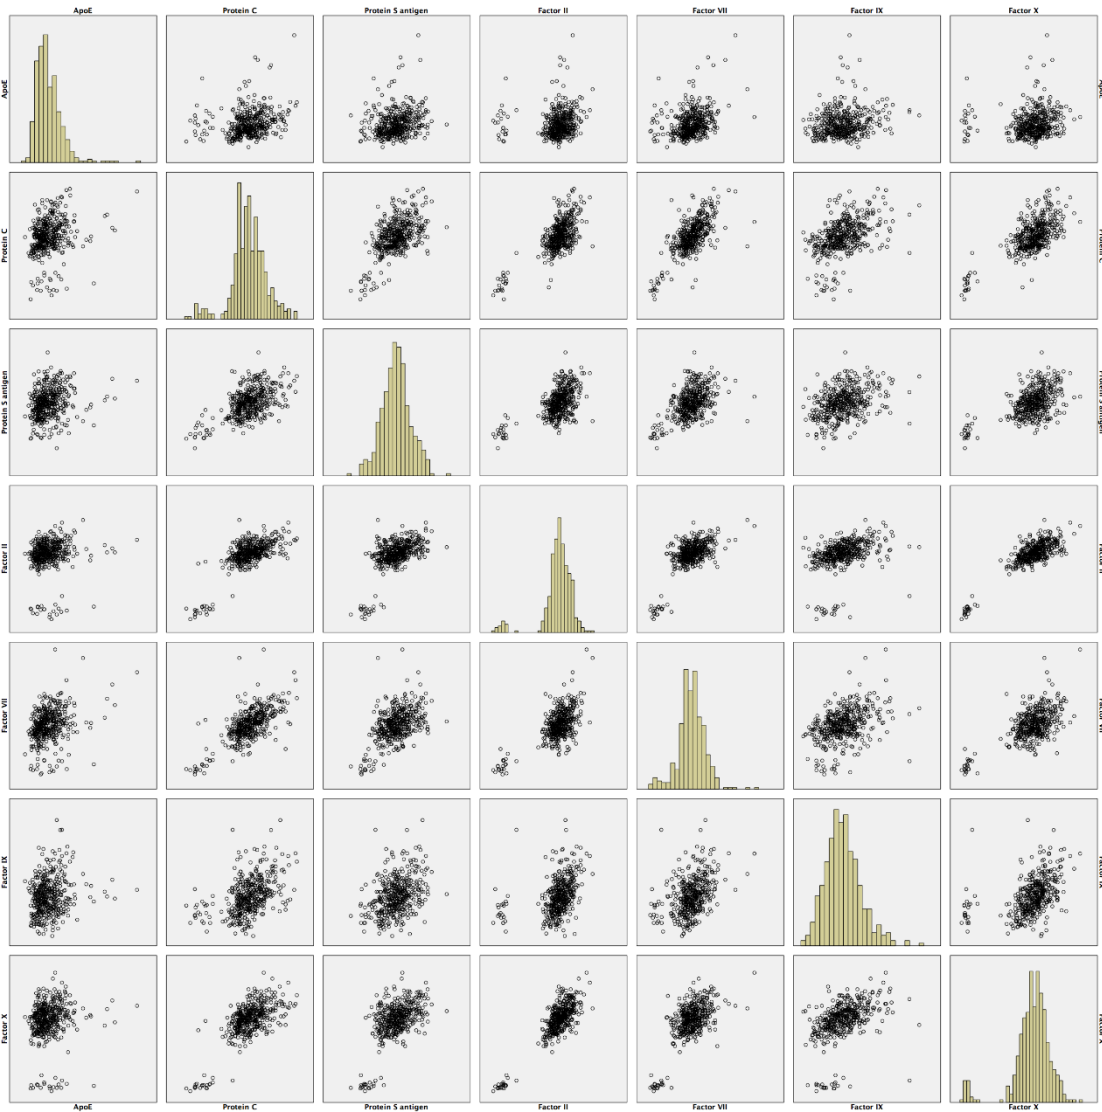 ApoE Protein C Protein S antigen Factor II Factor VII Factor IX Factor X
ApoE
Protein C
Protein S antigen
Factor II
Factor VII
Factor IX
Factor X
ApoE Protein C Protein S antigen Factor II Factor VII Factor IX Factor X